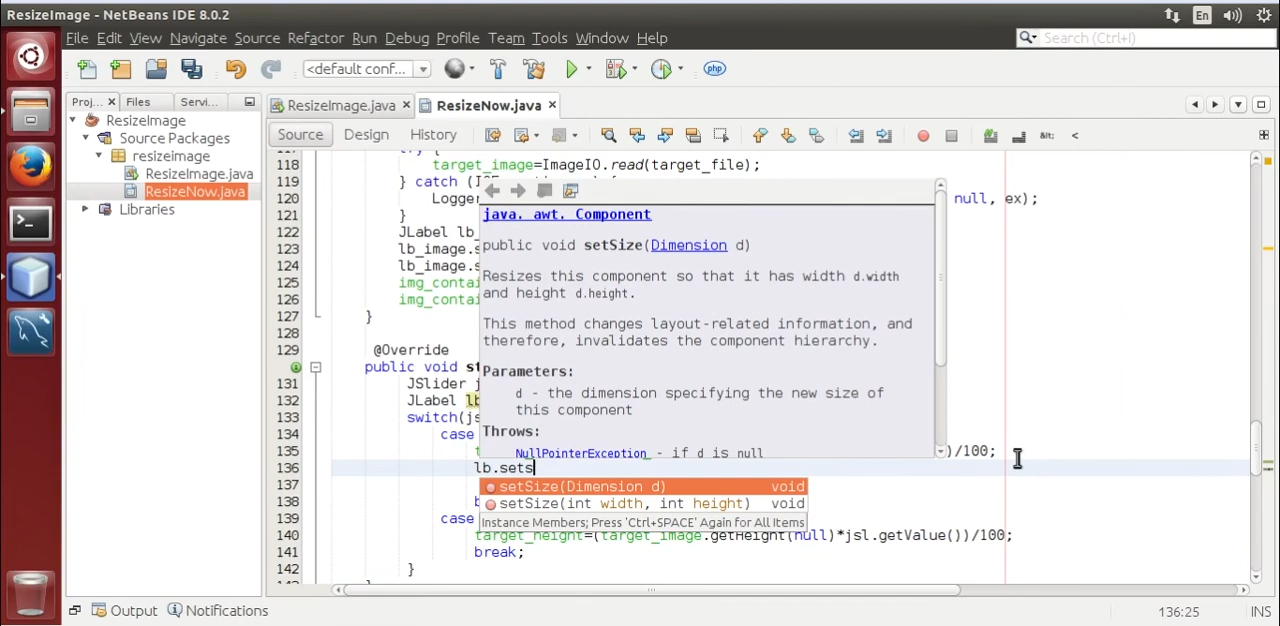 ResizeImage - NetBeans IDE 8.0.2
En
File Edit View Navigate Source Refactor Run Debug Profile Team Tools Window Help
Search (Ctrl+I)
<default conf...
php
Proj... × Files Servi...
ResizeImage.java × ResizeNow.java ×
ResizeImage
Source Packages
resizeimage
ResizeImage.java
ResizeNow.java
Libraries
Source Design History
118 target_image=ImageIO.read(target_file);
119 } catch (
120 Logge null, ex);
121 }
122 JLabel lb_
123 lb_image.s
124 lb_image.s
125 img_contai
126 img_contai
127 }
128
129 @Override
public void st
131 JSlider j
132 JLabel lb
133 switch(js
134 case
135 )/100;
136 lb.sets
137
138
139 case
140 target_height=(target_image.getHeight(null)*jsl.getValue())/100;
141 break;
142 }
java. awt. Component
public void setSize(Dimension d)
Resizes this component so that it has width d.width
and height d.height.
This method changes layout-related information, and
therefore, invalidates the component hierarchy.
Parameters:
d - the dimension specifying the new size of
this component
Throws:
NullPointerException - if d is null
setSize(Dimension d) void
setSize(int width, int height) void
Instance Members; Press 'Ctrl+SPACE' Again for All Items
Output Notifications
136:25 INS